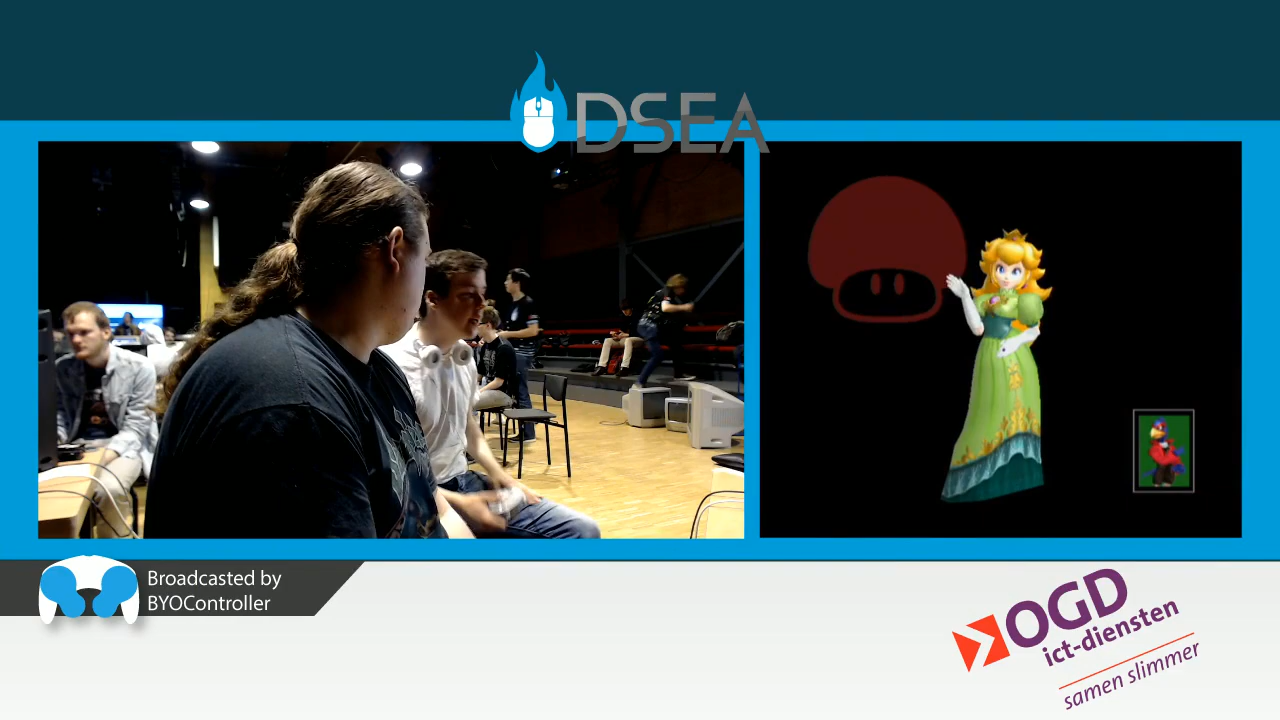 DSEA
Broadcasted by
BYOController
OGD
ict-diensten
samen slimmer